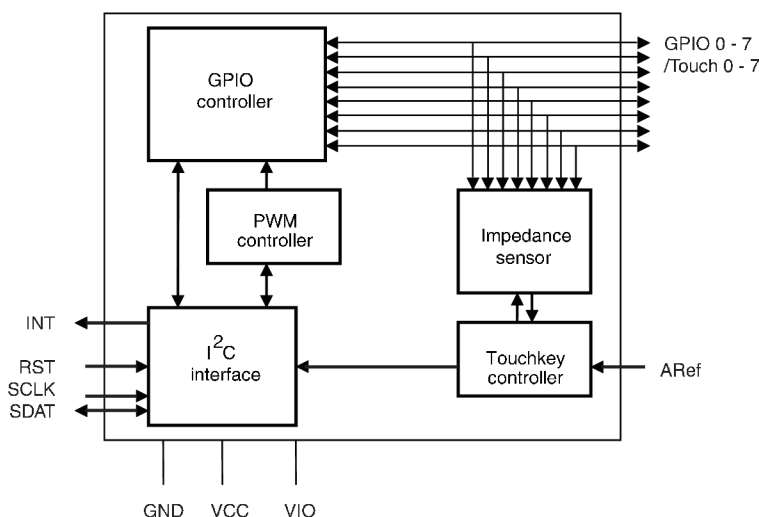 GPIO
controller
GPIO 0 - 7
/Touch 0 - 7
PWM
controller
Impedance
sensor
INT
RST
SCLK
SDAT
I²C
interface
Touchkey
controller
ARef
GND VCC VIO